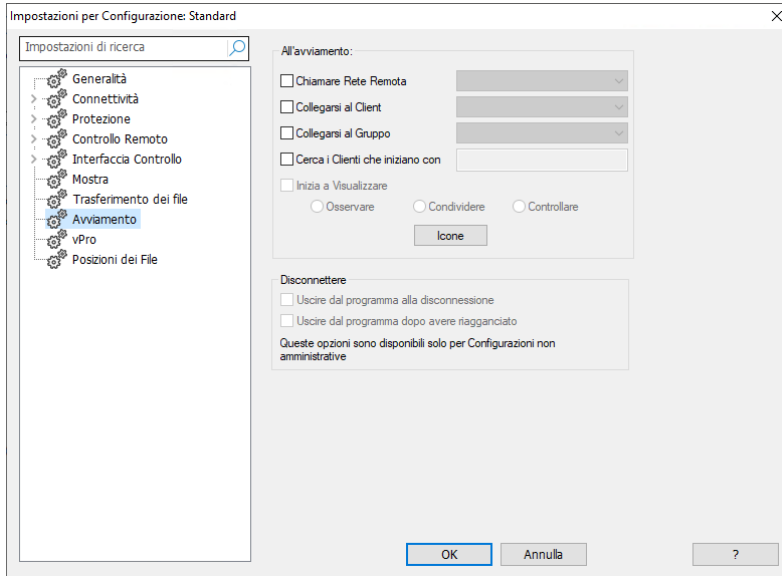 Impostazioni per Configurazione: Standard
Impostazioni di ricerca
Generalità
Connettività
Protezione
Controllo Remoto
Interfaccia Controllo
Mostra
Trasferimento dei file
Avviamento
vPro
Posizioni dei File
All'avviamento:
Chiamare Rete Remota
Collegarsi al Client
Collegarsi al Gruppo
Cerca i Clienti che iniziano con
Inizia a Visualizzare
Osservare Condividere Controllare
Icone
Disconnettere
Uscire dal programma alla disconnessione
Uscire dal programma dopo avere riagganciato
Queste opzioni sono disponibili solo per Configurazioni non
amministrative
OK Annulla ?